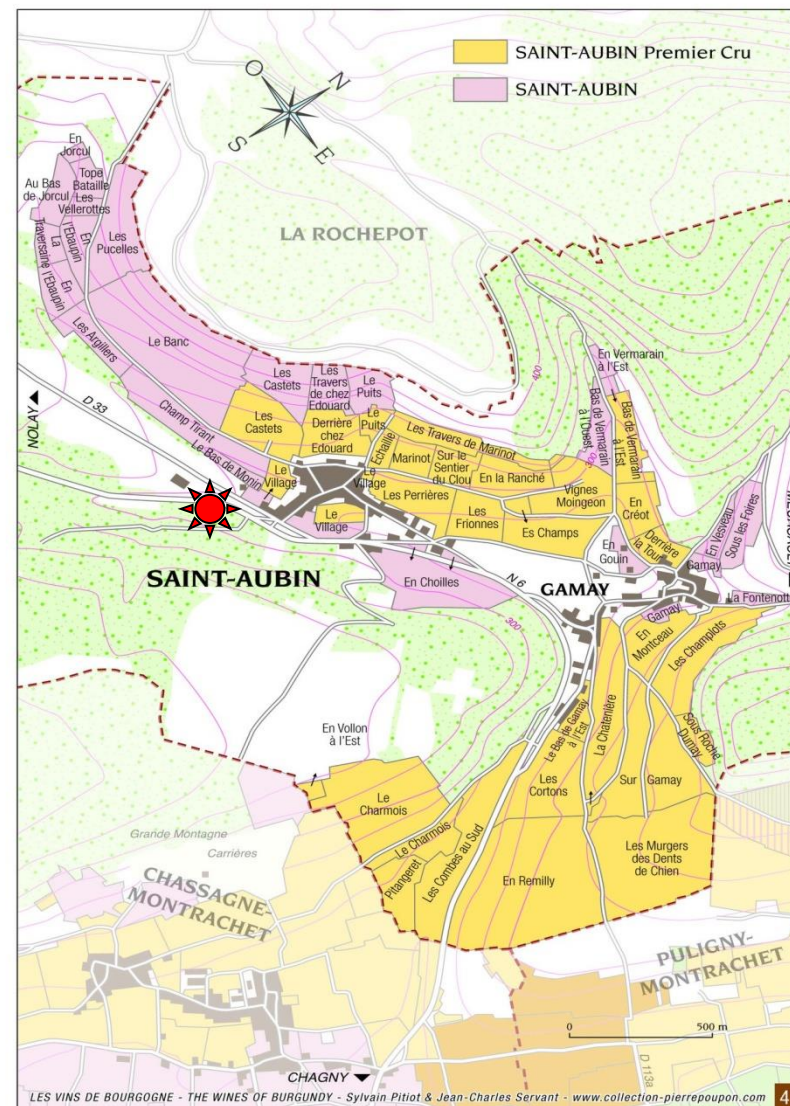 SAINT-AUBIN Premier Cru
SAINT-AUBIN
O
N
S
E
LA ROCHEPOT
En
Jorcul
Tope
Bataille
Au Bas
de Jorcul
Les
Vellerottes
En
l'Ebaupin
La
Traversaine
En
l'Ebaupin
Les
Pucelles
Les Argillers
Le Banc
NOLAY
D 33
Champ Tirant
Le Bas de Monin
Les
Castets
Les
Travers
de chez
Edouard
Le
Puits
Les
Castets
Derrière
chez
Edouard
Le
Puits
Echaille
Les Travers de Marinot
Marinot
Sur le
Sentier
du Clou
En la Ranché
Le
Village
Le
Village
Le
Village
Les Perrières
Les
Frionnes
Es Champs
Vignes
Moingeon
400
300
En Vermarain
à l'Est
Bas de Vermarain
à l'Ouest
Bas de Vermarain
à l'Est
En
Créot
Derrière
la Tour
En
Gouin
En Vesveau
Sous les Foires
Gamay
La Fontenotte
SAINT-AUBIN
En Choilles
N 6
300
GAMAY
Gamay
En
Montceau
Les Champlots
Sous Roche
Dumay
La Chatenière
Le Bas de Gamay
à l'Est
Les
Cortons
Sur Gamay
En Vollon
à l'Est
Le
Charmois
Le Charmois
Pitangeret
Les Combes au Sud
En Remilly
Les Murgers
des Dents
de Chien
Grande Montagne
Carrières
CHASSAGNE-
MONTRACHET
PULIGNY-
MONTRACHET
0
500 m
D 113a
CHAGNY
LES VINS DE BOURGOGNE - THE WINES OF BURGUNDY - Sylvain Pitiot & Jean-Charles Servant - www.collection-pierrepoupon.com
4